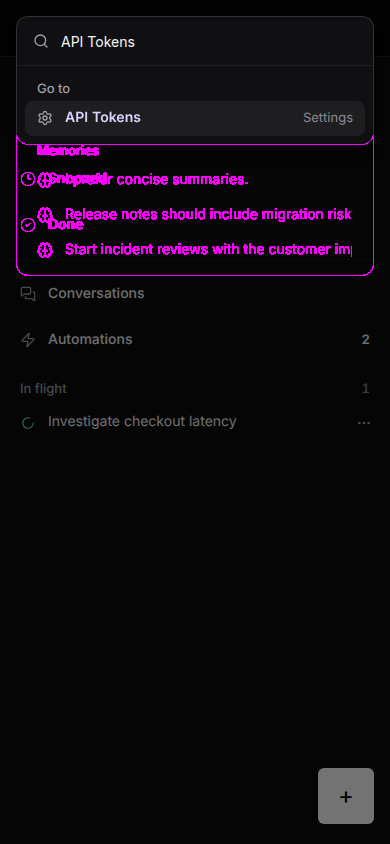 API Tokens
Go to
API Tokens Settings
Memories
concise summaries.
Release notes should include migration risk
Done
Start incident reviews with the customer
Conversations
Automations 2
In flight 1
Investigate checkout latency ...
+